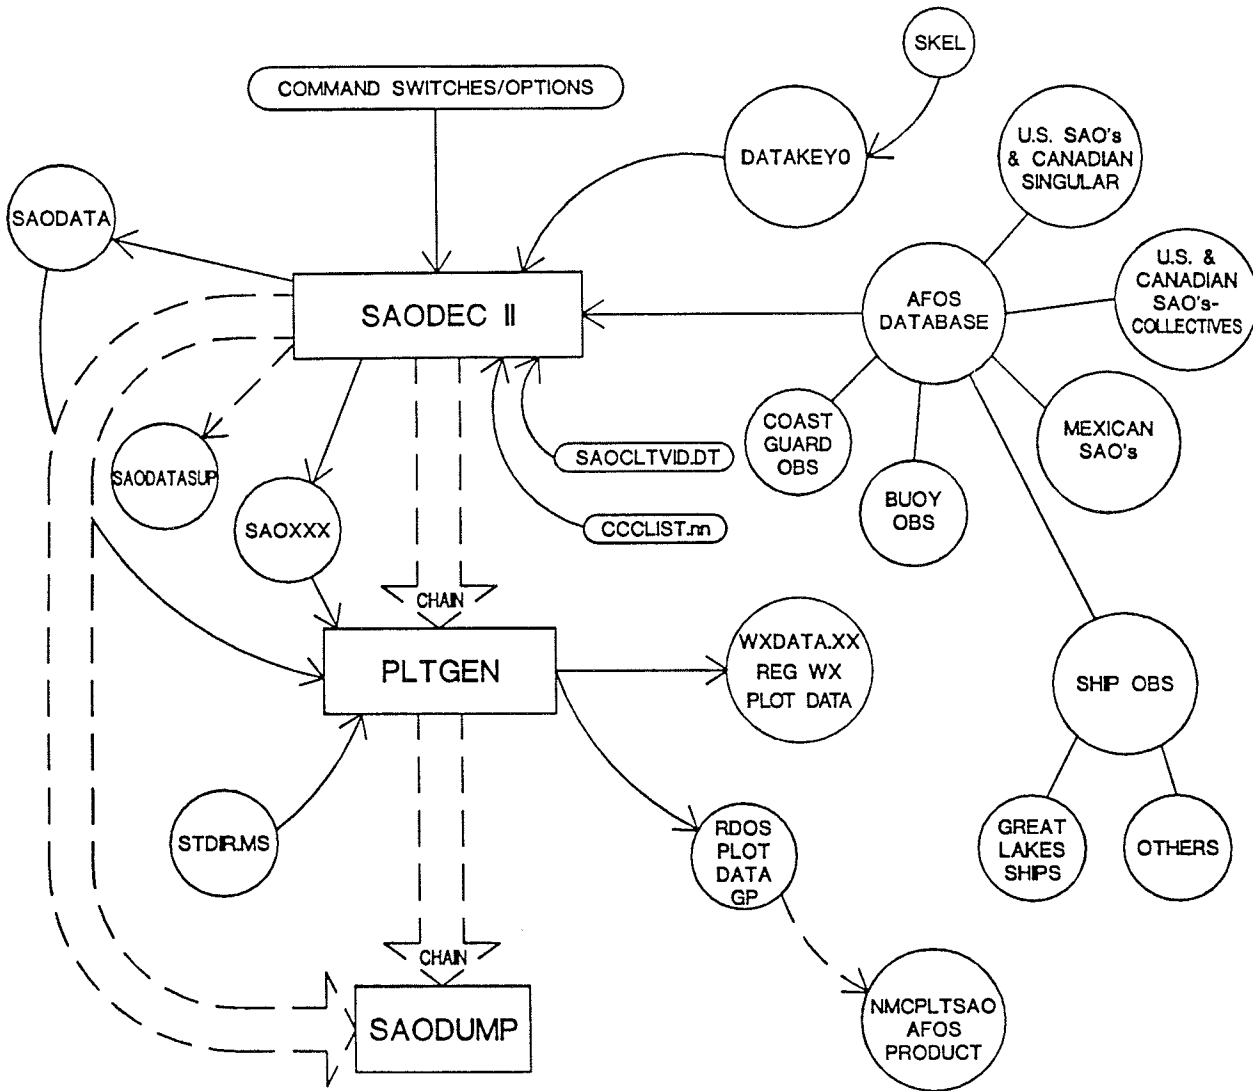 SKEL
COMMAND SWITCHES/OPTIONS
U.S. SAO's
& CANADIAN
SINGULAR
DATAKEY0
SAODATA
U.S. &
CANADIAN
SAO's-
COLLECTIVES
AFOS
DATABASE
SAODEC II
COAST
GUARD
OBS
MEXICAN
SAO's
SAOCLTVID.DT
SAODATASUP
BUOY
OBS
SAOXXX
CCCLIST.nn
CHAIN
WXDATA.XX
REG WX
PLOT DATA
PLTGEN
SHIP OBS
STDIR.MS
RDOS
PLOT
DATA
GP
GREAT
LAKES
SHIPS
OTHERS
CHAIN
SAODUMP
NMCPLTSAO
AFOS
PRODUCT